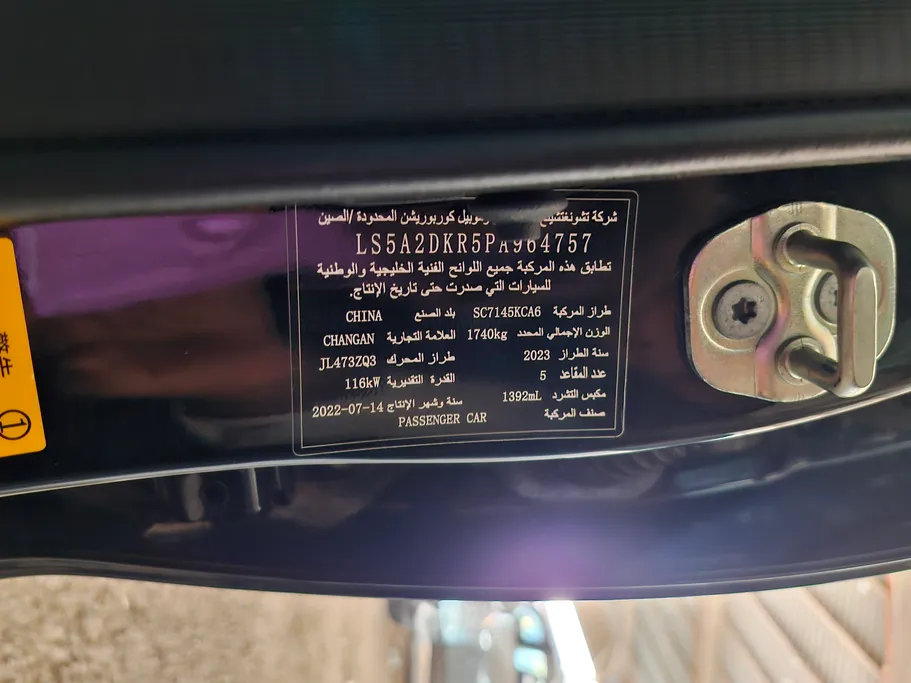 شركة تشونغتشينغ وموبيل كوربوريشن المحدودة /الصين
LS5A2DKR5PA964757
تطابق هذه المركبة جميع اللوائح الفنية الخليجية والوطنية
للسيارات التي صدرت حتى تاريخ الإنتاج.
طراز المركبة SC7145KCA6 بلد الصنع CHINA
الوزن الإجمالي المحدد 1740kg العلامة التجارية CHANGAN
سنة الطراز 2023 طراز المحرك JL473ZQ3
عدد المقاعد 5 القدرة التقديرية 116kW
مكبس التشرد 1392mL سنة وشهر الإنتاج 2022-07-14
صنف المركبة PASSENGER CAR
①